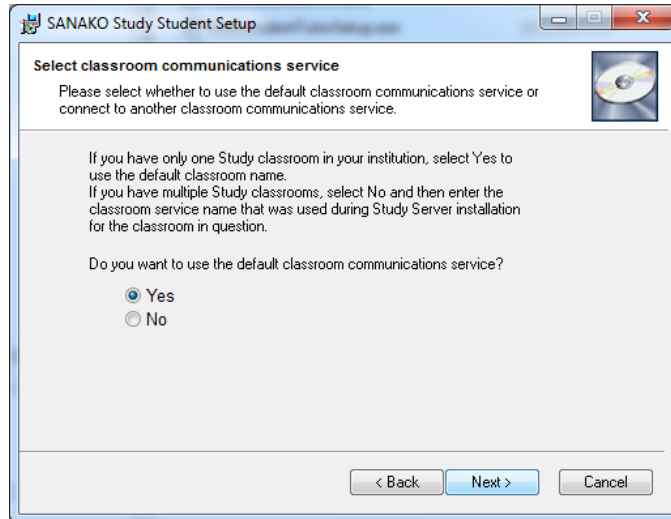 SANAKO Study Student Setup
Select classroom communications service
Please select whether to use the default classroom communications service or
connect to another classroom communications service.
If you have only one Study classroom in your institution, select Yes to
use the default classroom name.
If you have multiple Study classrooms, select No and then enter the
classroom service name that was used during Study Server installation
for the classroom in question.
Do you want to use the default classroom communications service?
Yes
No
< Back
Next >
Cancel